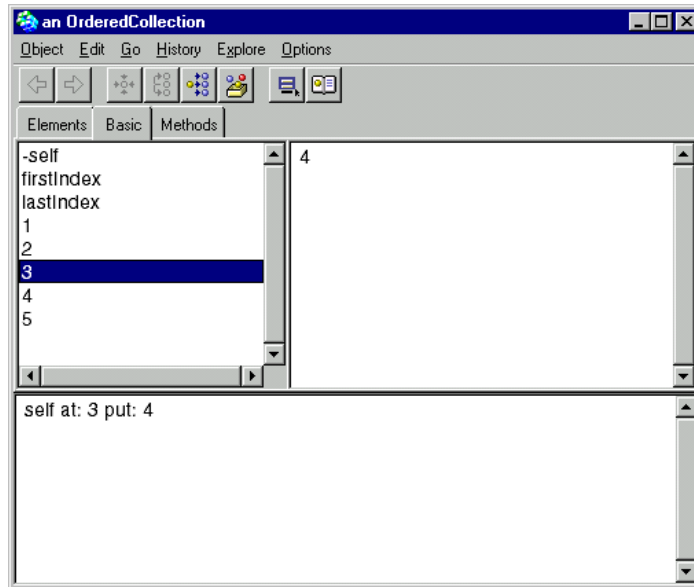 an OrderedCollection
Object Edit Go History Explore Options
Elements Basic Methods
-self
firstIndex
lastIndex
1
2
3
4
5
4
self at: 3 put: 4